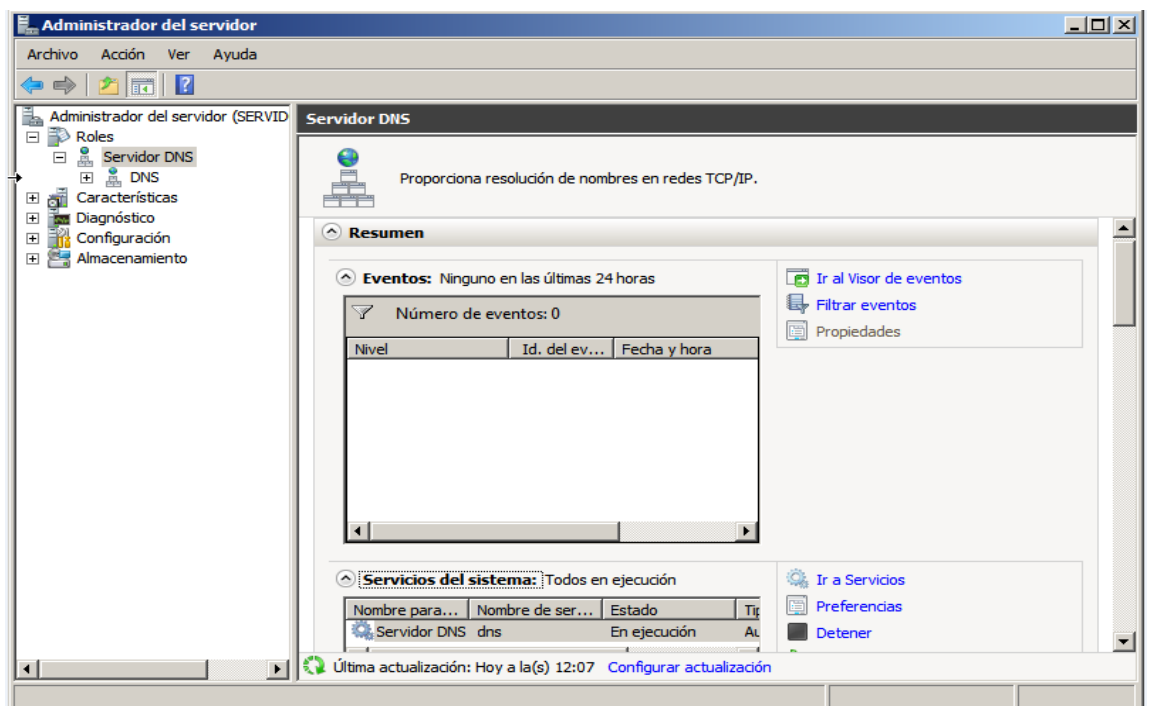 Administrador del servidor
Archivo Acción Ver Ayuda
Administrador del servidor (SERVID
Roles
Servidor DNS
DNS
Características
Diagnóstico
Configuración
Almacenamiento
Servidor DNS
Proporciona resolución de nombres en redes TCP/IP.
Resumen
Eventos: Ninguno en las últimas 24 horas
Número de eventos: 0
Nivel Id. del ev... Fecha y hora
Ir al Visor de eventos
Filtrar eventos
Propiedades
Servicios del sistema: Todos en ejecución
Nombre para... Nombre de ser... Estado Tip
Servidor DNS dns En ejecución Au
Ir a Servicios
Preferencias
Detener
Última actualización: Hoy a la(s) 12:07 Configurar actualización